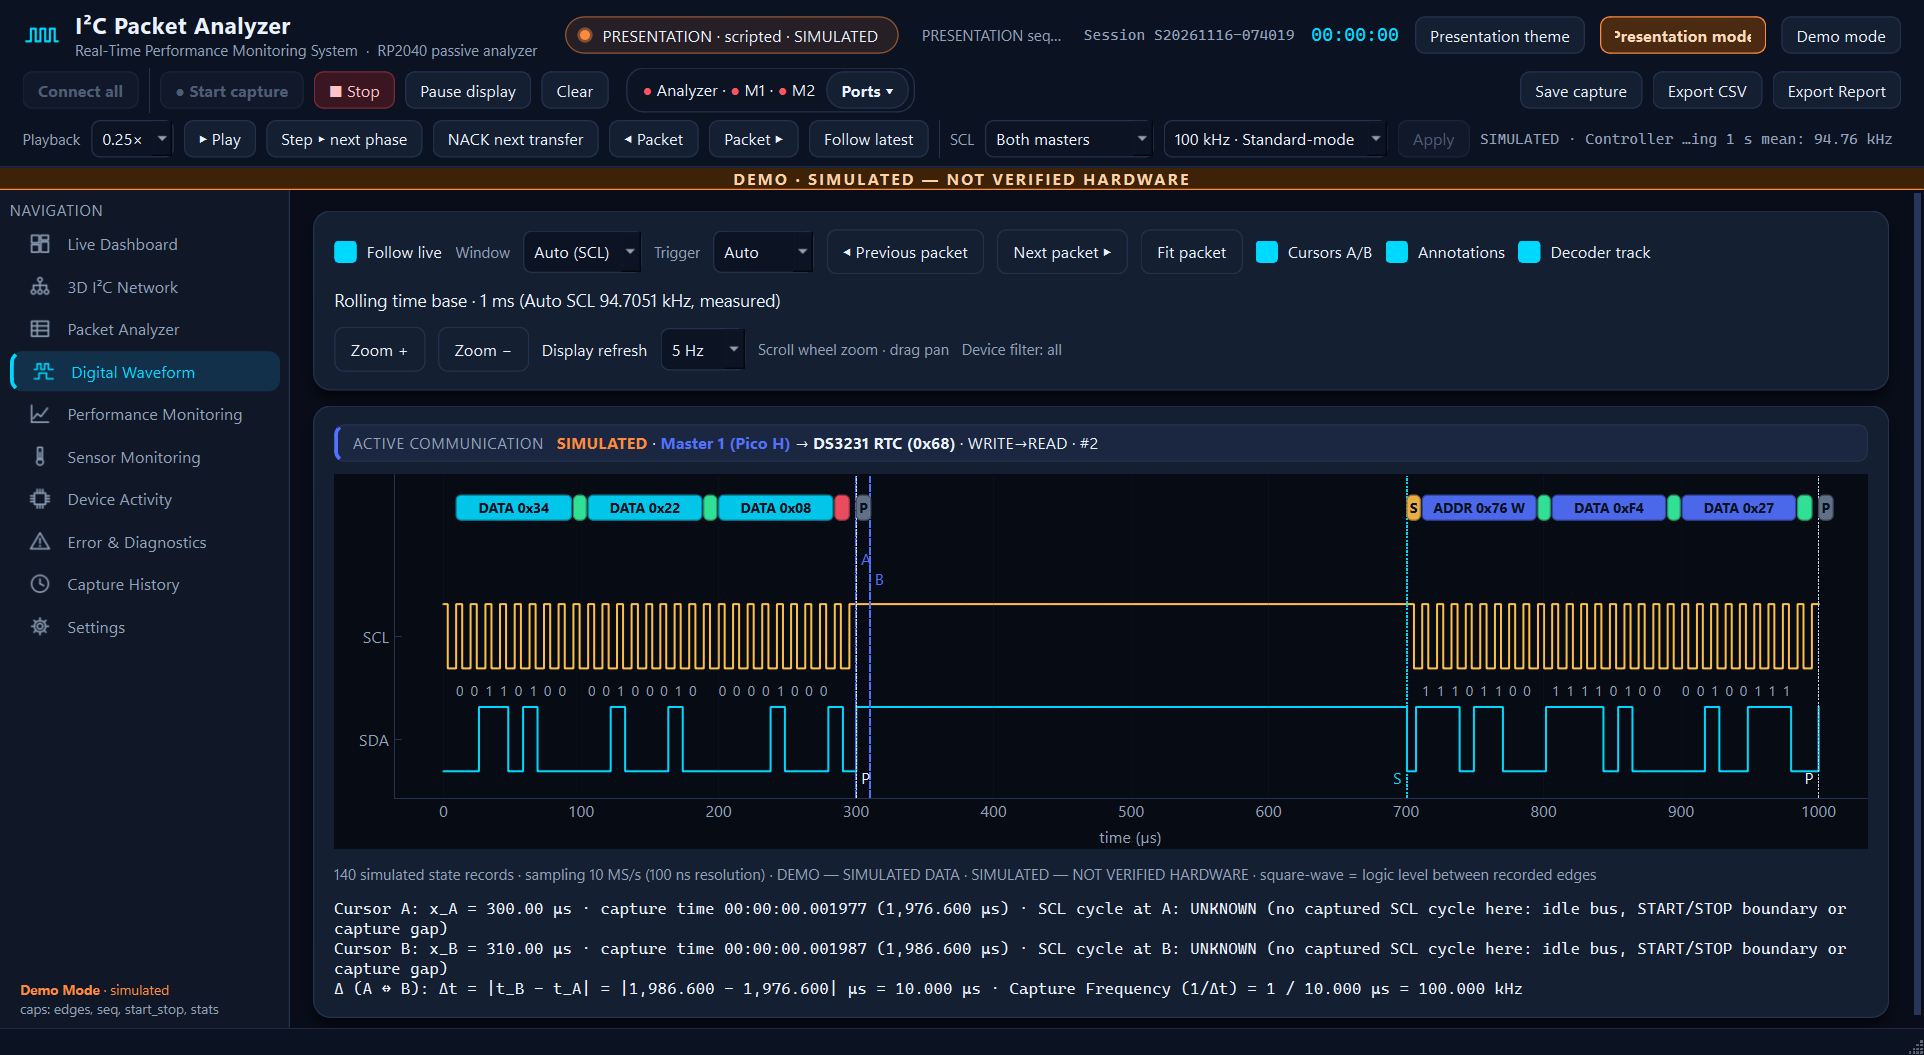 I²C Packet Analyzer
Real-Time Performance Monitoring System · RP2040 passive analyzer
PRESENTATION · scripted · SIMULATED
PRESENTATION seq…
Session S20261116-074019
00:00:00
Presentation theme
Presentation mode
Demo mode
Connect all
● Start capture
■ Stop
Pause display
Clear
● Analyzer · ● M1 · ● M2
Ports ▾
Save capture
Export CSV
Export Report
Playback
0.25×
▸ Play
Step ▸ next phase
NACK next transfer
◂ Packet
Packet ▸
Follow latest
SCL
Both masters
100 kHz · Standard-mode
Apply
SIMULATED · Controller …ing 1 s mean: 94.76 kHz
DEMO · SIMULATED — NOT VERIFIED HARDWARE
NAVIGATION
Live Dashboard
3D I²C Network
Packet Analyzer
Digital Waveform
Performance Monitoring
Sensor Monitoring
Device Activity
Error & Diagnostics
Capture History
Settings
Demo Mode · simulated
caps: edges, seq, start_stop, stats
Follow live
Window
Auto (SCL)
Trigger
Auto
◂ Previous packet
Next packet ▸
Fit packet
Cursors A/B
Annotations
Decoder track
Rolling time base · 1 ms (Auto SCL 94.7051 kHz, measured)
Zoom +
Zoom −
Display refresh
5 Hz
Scroll wheel zoom · drag pan
Device filter: all
ACTIVE COMMUNICATION SIMULATED · Master 1 (Pico H) → DS3231 RTC (0x68) · WRITE→READ · #2
DATA 0x34
DATA 0x22
DATA 0x08
P
S
ADDR 0x76 W
DATA 0xF4
DATA 0x27
P
A
B
SCL
0 0 1 1 0 1 0 0
0 0 1 0 0 0 1 0
0 0 0 0 1 0 0 0
1 1 1 0 1 1 0 0
1 1 1 1 0 1 0 0
0 0 1 0 0 1 1 1
SDA
P
S
P
0
100
200
300
400
500
600
700
800
900
1000
time (µs)
140 simulated state records · sampling 10 MS/s (100 ns resolution) · DEMO — SIMULATED DATA · SIMULATED — NOT VERIFIED HARDWARE · square-wave = logic level between recorded edges
Cursor A: x_A = 300.00 µs · capture time 00:00:00.001977 (1,976.600 µs) · SCL cycle at A: UNKNOWN (no captured SCL cycle here: idle bus, START/STOP boundary or
capture gap)
Cursor B: x_B = 310.00 µs · capture time 00:00:00.001987 (1,986.600 µs) · SCL cycle at B: UNKNOWN (no captured SCL cycle here: idle bus, START/STOP boundary or
capture gap)
Δ (A ↔ B): Δt = |t_B − t_A| = |1,986.600 − 1,976.600| µs = 10.000 µs · Capture Frequency (1/Δt) = 1 / 10.000 µs = 100.000 kHz